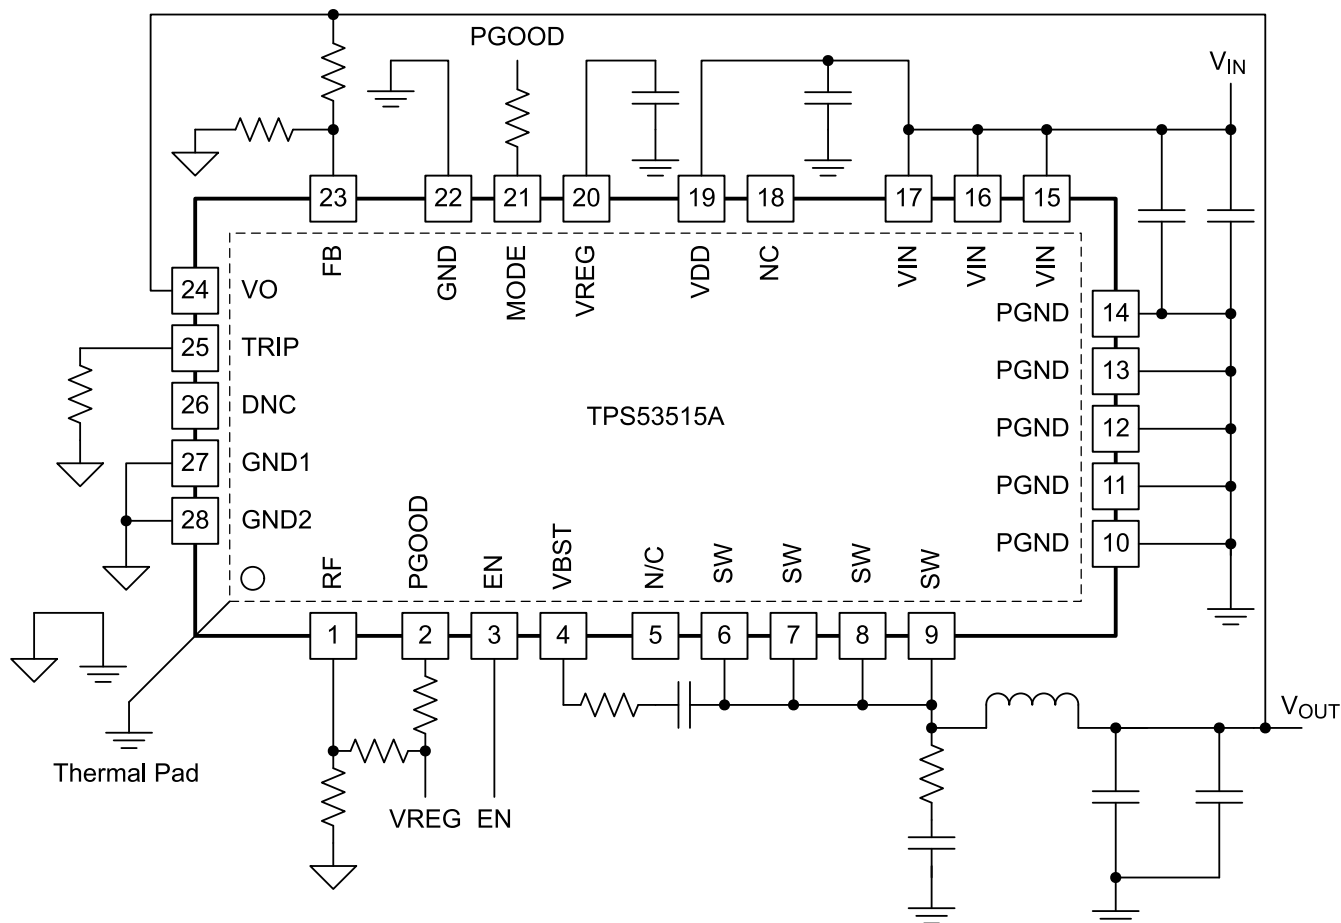 PGOOD
VIN
23
22
21
20
19
18
17
16
15
FB
GND
MODE
VREG
VDD
NC
VIN
VIN
VIN
24 VO
25 TRIP
26 DNC
27 GND1
28 GND2
TPS53515A
PGND 14
PGND 13
PGND 12
PGND 11
PGND 10
RF
PGOOD
EN
VBST
N/C
SW
SW
SW
SW
1
2
3
4
5
6
7
8
9
VOUT
Thermal Pad
VREG
EN